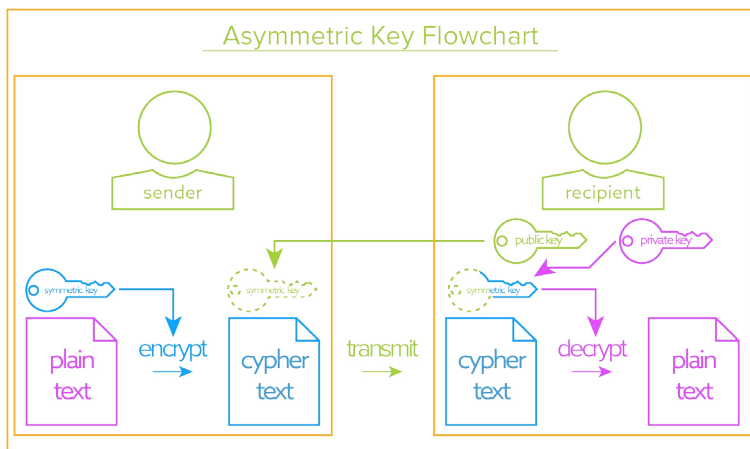 Asymmetric Key Flowchart
sender
recipient
public key
private key
symmetric key
symmetric key
symmetric key
plain
text
encrypt
cypher
text
transmit
cypher
text
decrypt
plain
text